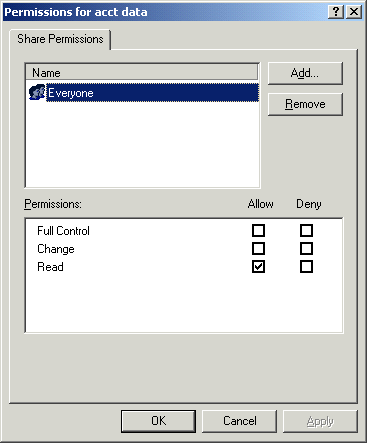 Permissions for acct data
Share Permissions
Name
Everyone
Add...
Remove
Permissions: Allow Deny
Full Control
Change
Read
OK Cancel Apply